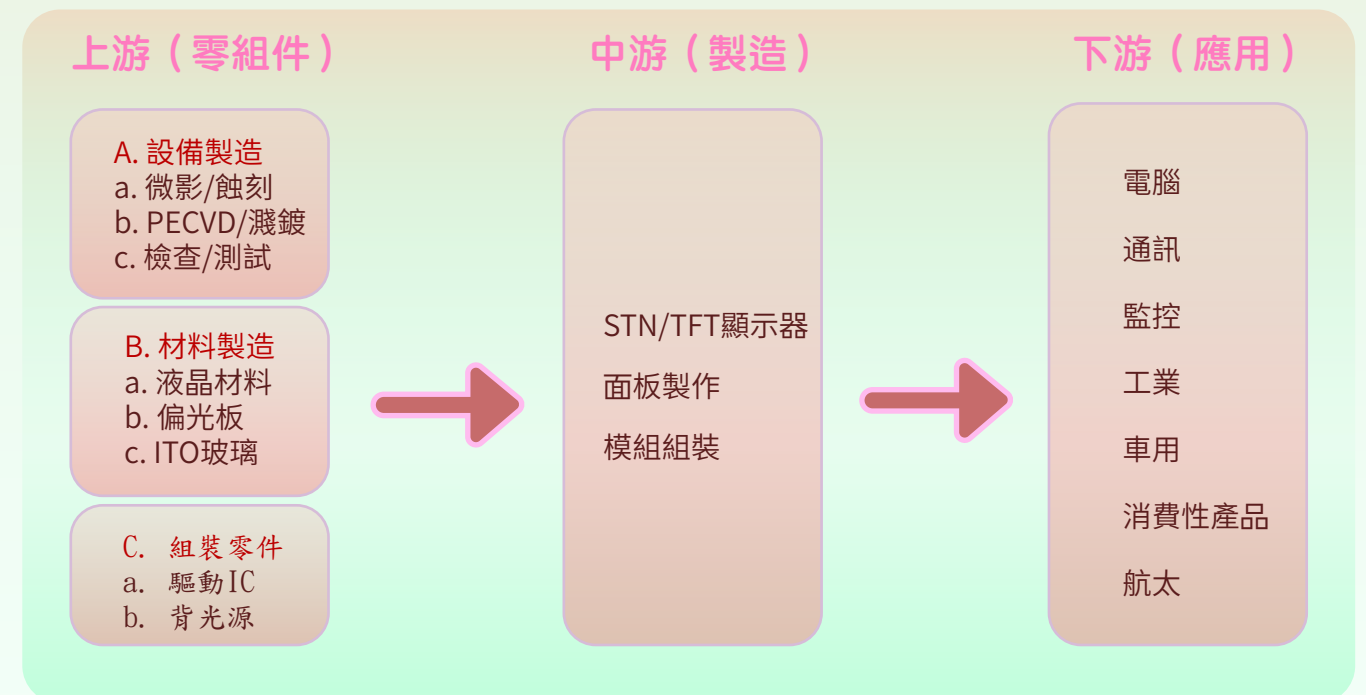 上游（零組件）
A. 設備製造
a. 微影/蝕刻
b. PECVD/濺鍍
c. 檢查/測試
B. 材料製造
a. 液晶材料
b. 偏光板
c. ITO玻璃
C. 組裝零件
a. 驅動IC
b. 背光源
中游（製造）
STN/TFT顯示器
面板製作
模組組裝
下游（應用）
電腦
通訊
監控
工業
車用
消費性產品
航太